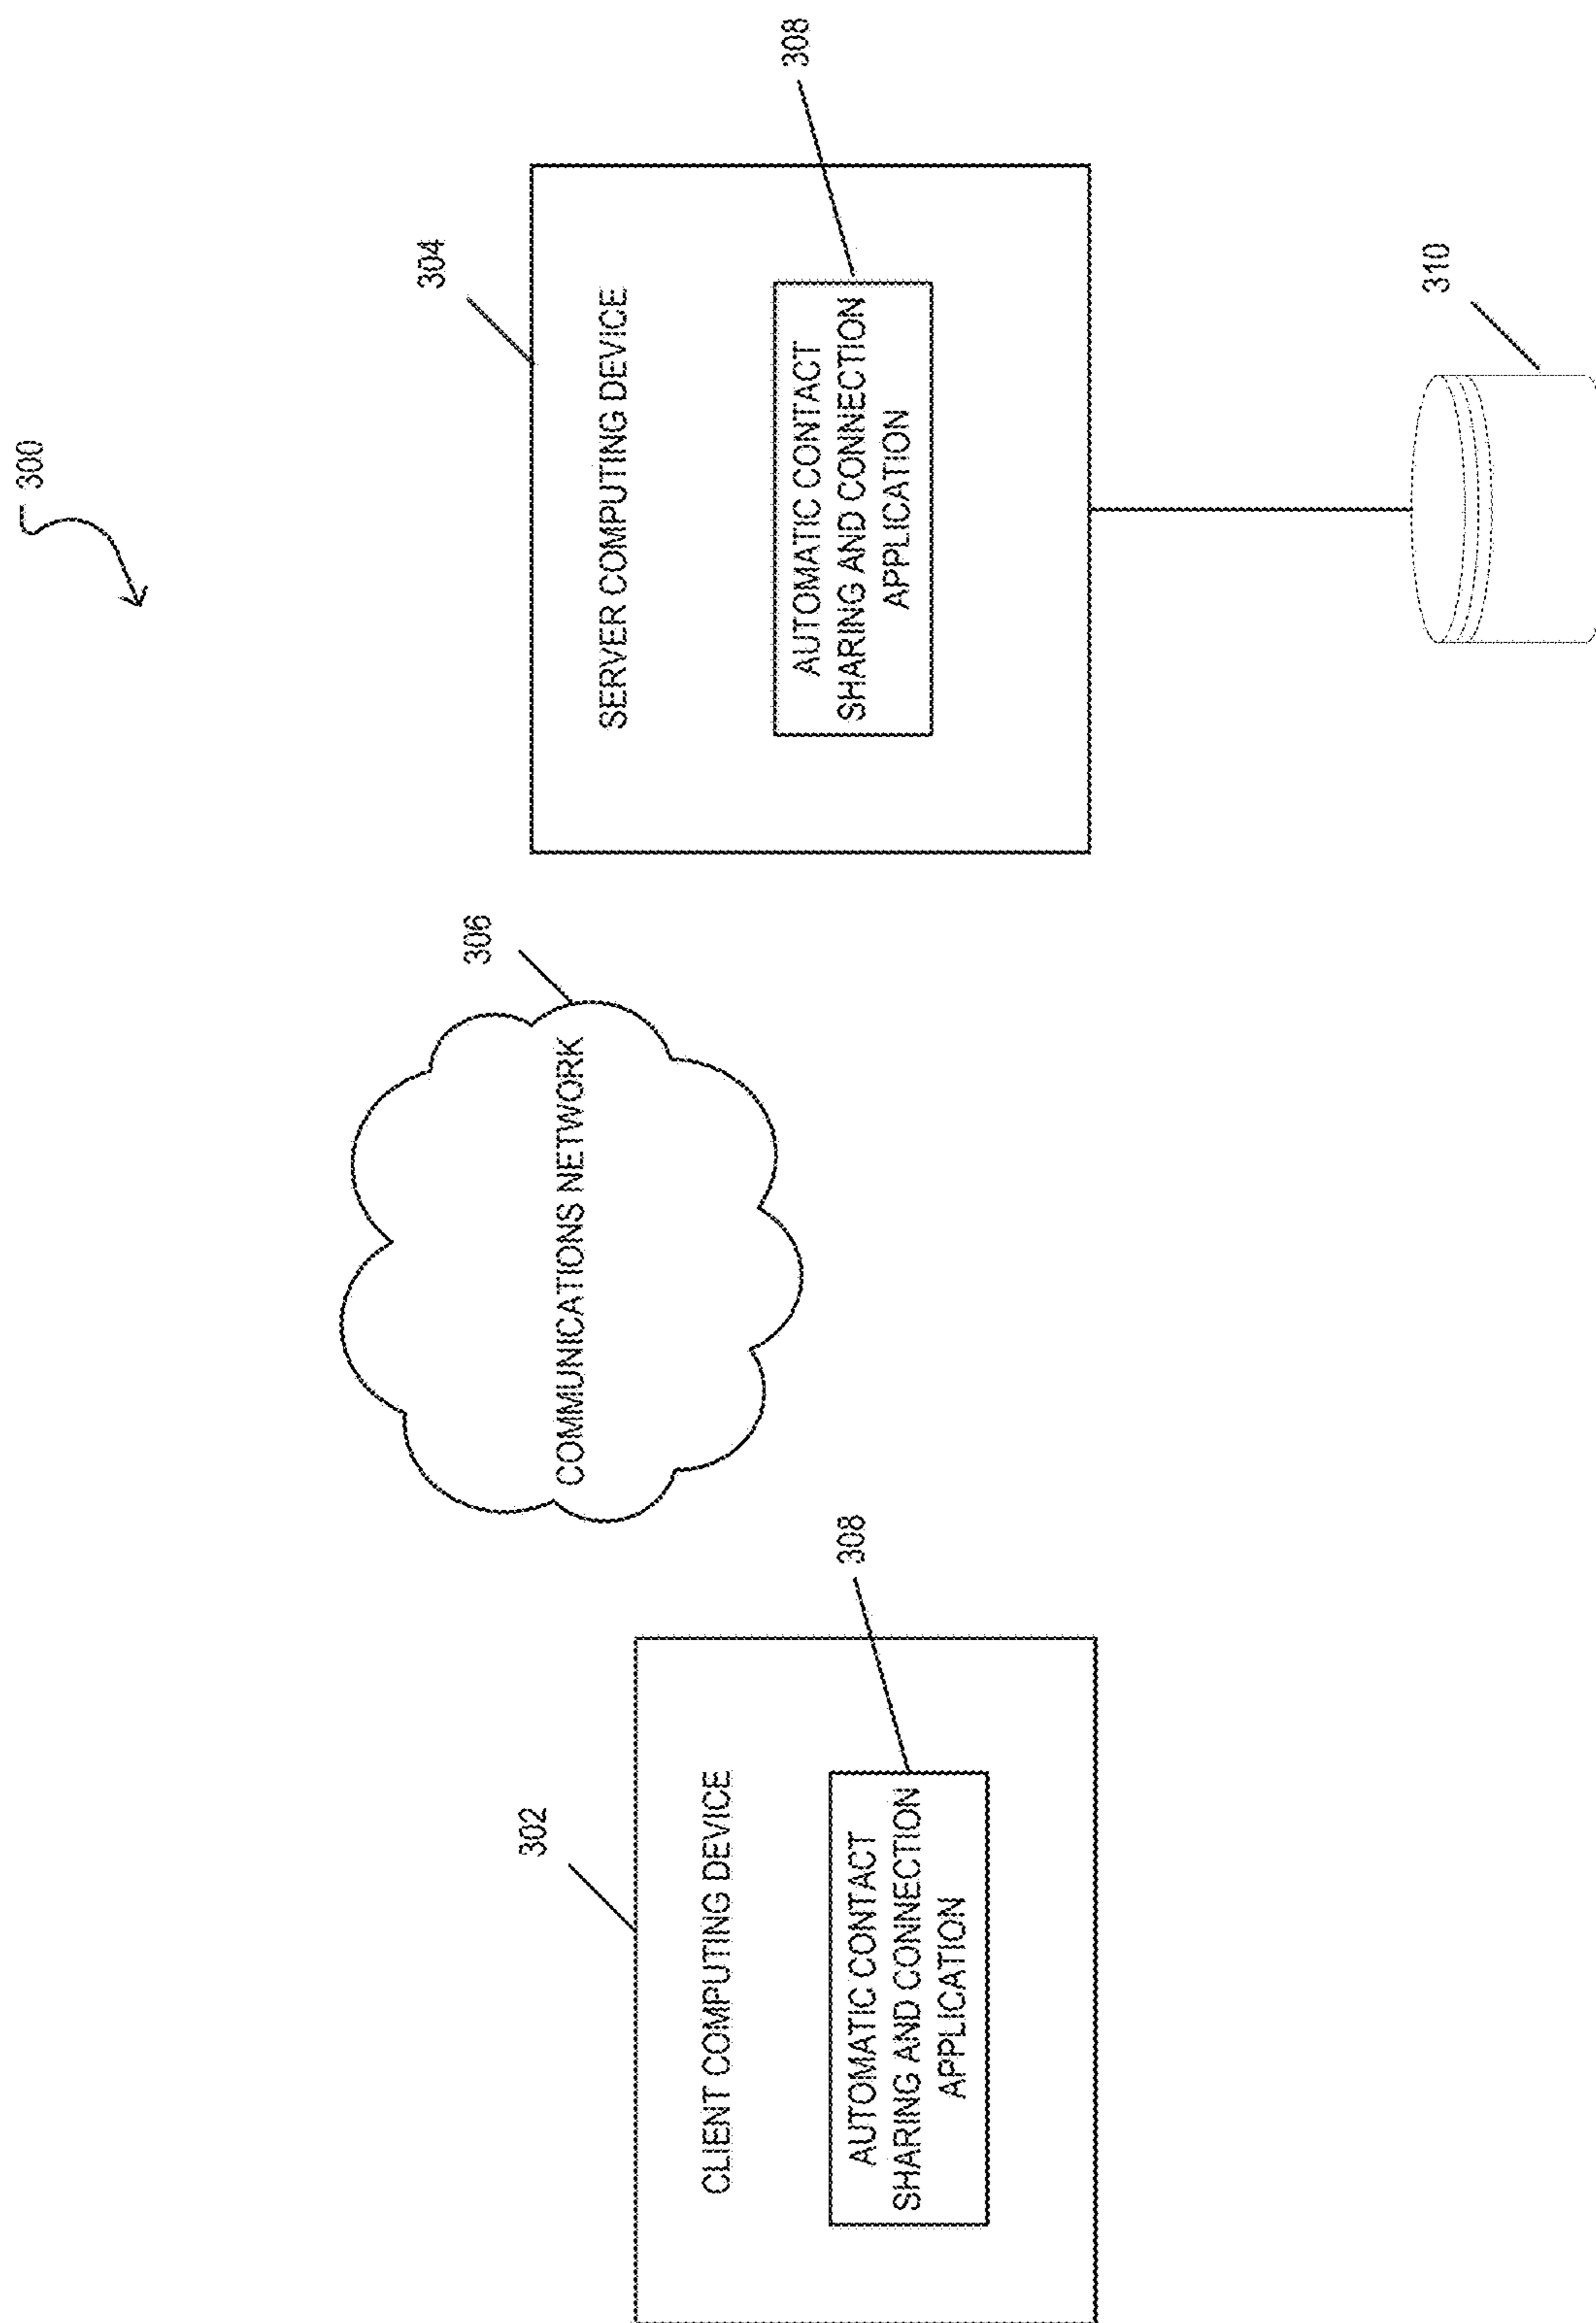 300
302
CLIENT COMPUTING DEVICE
AUTOMATIC CONTACT
SHARING AND CONNECTION
APPLICATION
308
306
COMMUNICATIONS NETWORK
304
SERVER COMPUTING DEVICE
AUTOMATIC CONTACT
SHARING AND CONNECTION
APPLICATION
308
310